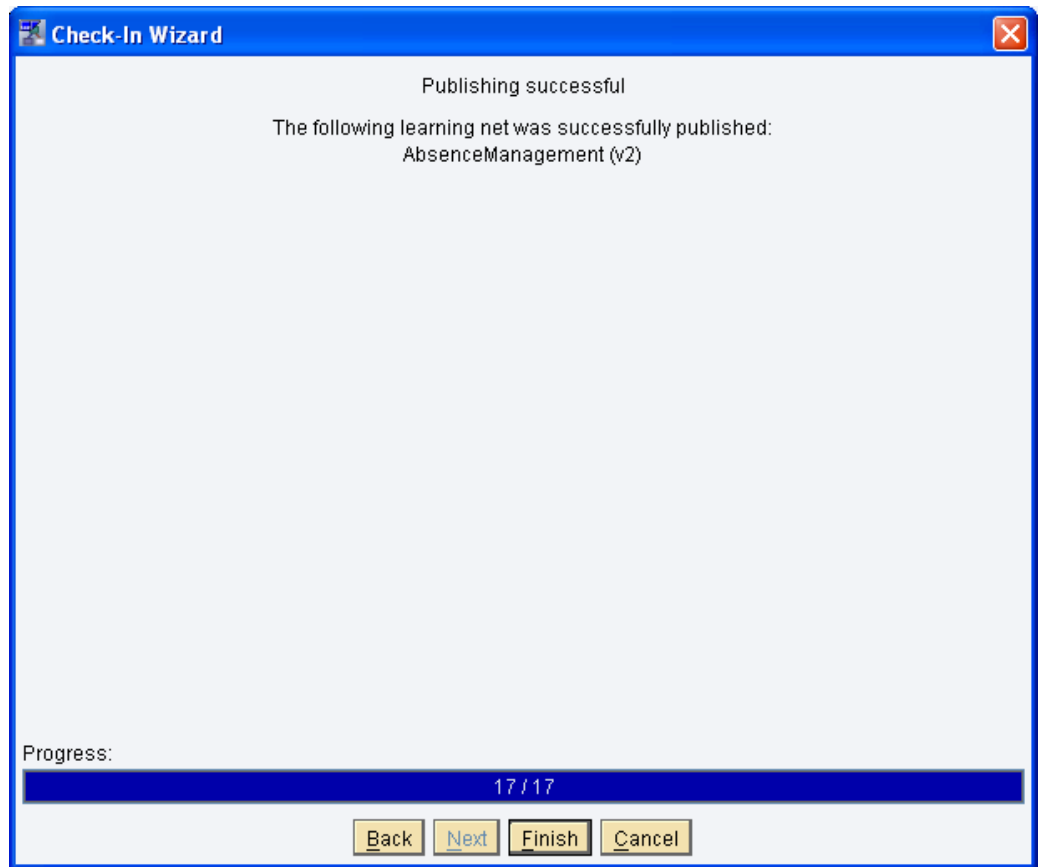 Check-In Wizard
Publishing successful
The following learning net was successfully published:
AbsenceManagement (v2)
Progress:
17 / 17
Back Next Finish Cancel